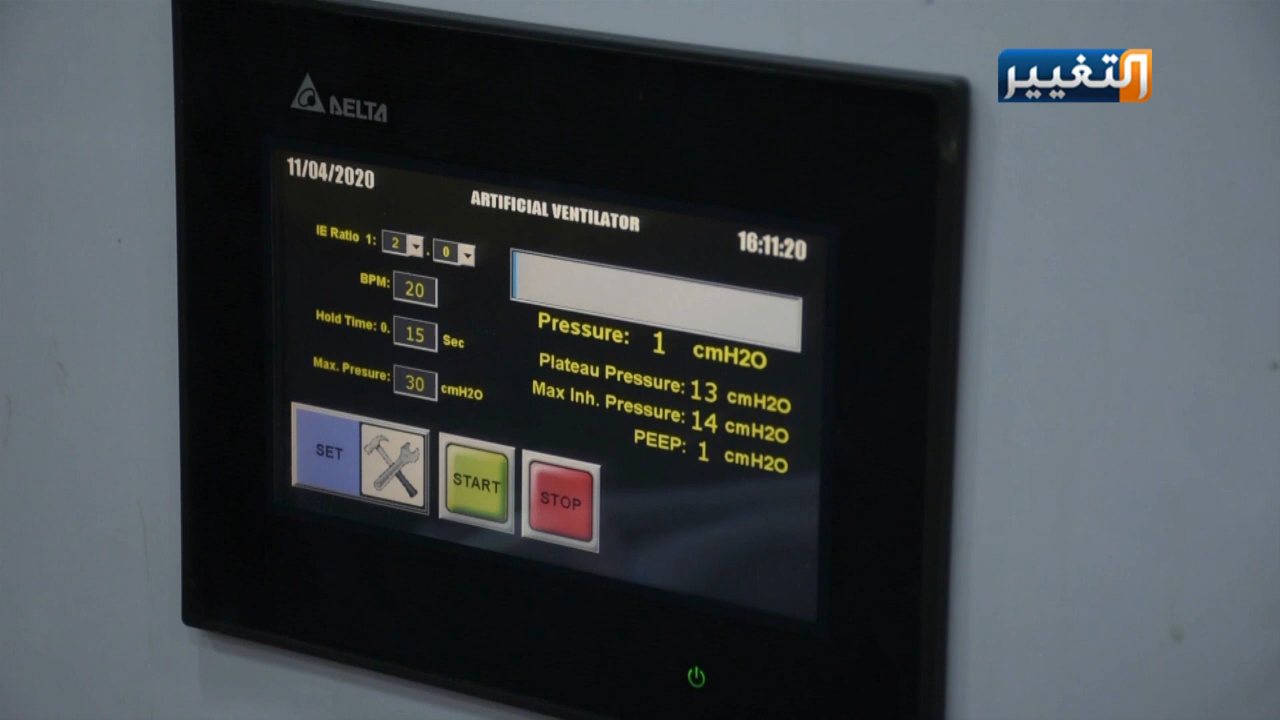 التغيير
DELTA
11/04/2020
ARTIFICIAL VENTILATOR
16:11:20
IE Ratio 1: 2 . 0
BPM: 20
Hold Time: 0. 15 Sec
Max. Presure: 30 cmH2O
Pressure: 1 cmH2O
Plateau Pressure: 13 cmH2O
Max Inh. Pressure: 14 cmH2O
PEEP: 1 cmH2O
SET
START
STOP